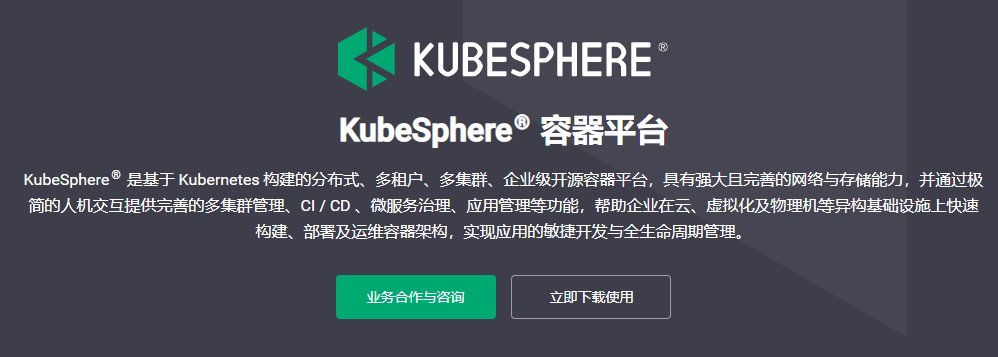 KUBESPHERE®
KubeSphere® 容器平台
KubeSphere® 是基于 Kubernetes 构建的分布式、多租户、多集群、企业级开源容器平台，具有强大且完善的网络与存储能力，并通过极
简的人机交互提供完善的多集群管理、CI / CD 、微服务治理、应用管理等功能，帮助企业在云、虚拟化及物理机等异构基础设施上快速
构建、部署及运维容器架构，实现应用的敏捷开发与全生命周期管理。
业务合作与咨询
立即下载使用